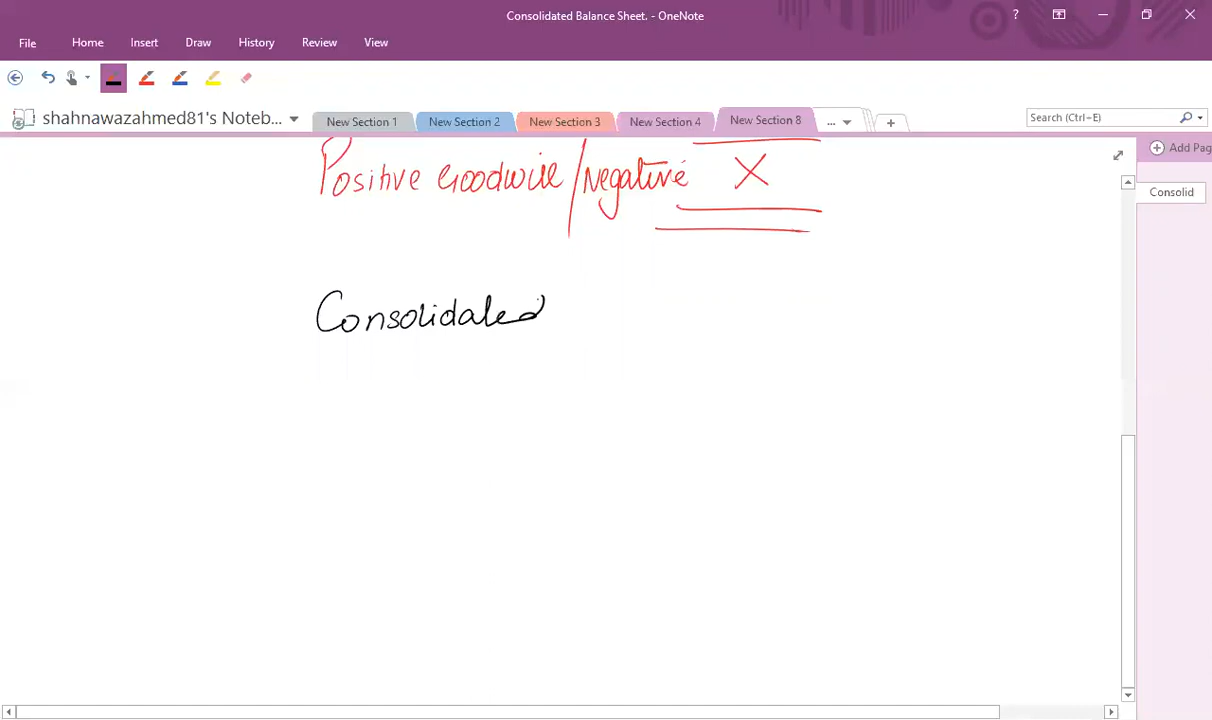 Consolidated Balance Sheet. - OneNote
?
File Home Insert Draw History Review View
shahnawazahmed81's Noteb...
New Section 1 New Section 2 New Section 3 New Section 4 New Section 8 ...
Search (Ctrl+E)
Add Pag
Consolid
Positive Goodwill/Negative X
Consolidated